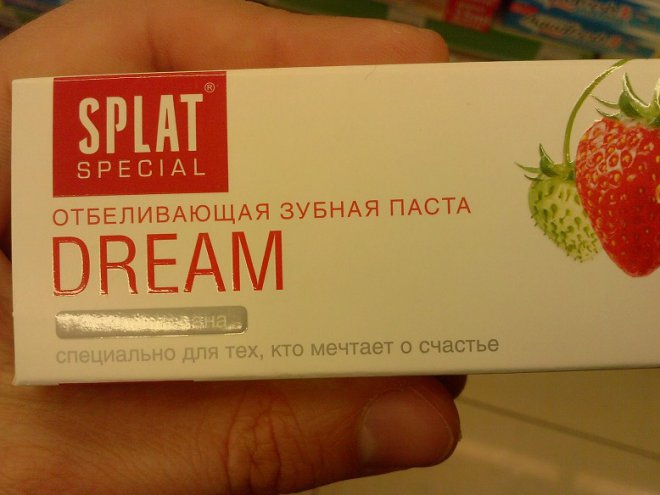 SPLAT®
SPECIAL
ОТБЕЛИВАЮЩАЯ ЗУБНАЯ ПАСТА
DREAM
специально для тех, кто мечтает о счастье